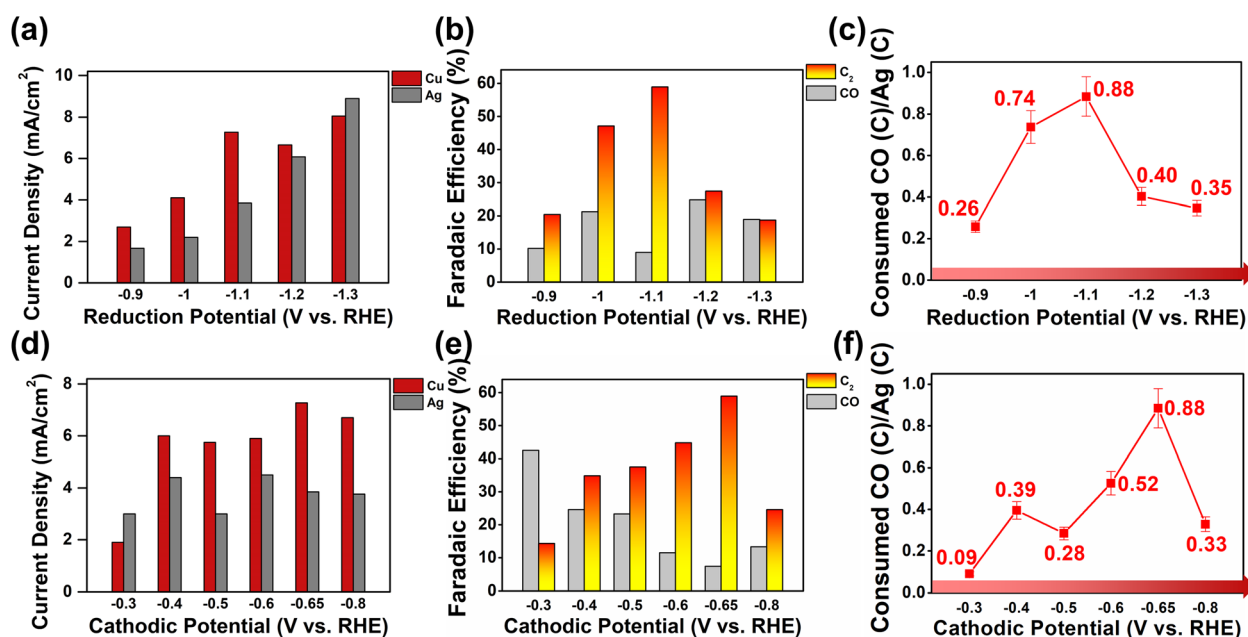 (a)
Current Density (mA/cm²)
10
8
6
4
2
0
Cu
Ag
-0.9 -1 -1.1 -1.2 -1.3
Reduction Potential (V vs. RHE)
(b)
Faradaic Efficiency (%)
60
50
40
30
20
10
0
C₂
CO
-0.9 -1 -1.1 -1.2 -1.3
Reduction Potential (V vs. RHE)
(c)
Consumed CO (C)/Ag (C)
1.0
0.8
0.6
0.4
0.2
0.0
0.26
0.74
0.88
0.40
0.35
-0.9 -1 -1.1 -1.2 -1.3
Reduction Potential (V vs. RHE)
(d)
Current Density (mA/cm²)
8
6
4
2
0
Cu
Ag
-0.3 -0.4 -0.5 -0.6 -0.65 -0.8
Cathodic Potential (V vs. RHE)
(e)
Faradaic Efficiency (%)
60
50
40
30
20
10
0
C₂
CO
-0.3 -0.4 -0.5 -0.6 -0.65 -0.8
Cathodic Potential (V vs. RHE)
(f)
Consumed CO (C)/Ag (C)
1.0
0.8
0.6
0.4
0.2
0.0
0.09
0.39
0.28
0.52
0.88
0.33
-0.3 -0.4 -0.5 -0.6 -0.65 -0.8
Cathodic Potential (V vs. RHE)